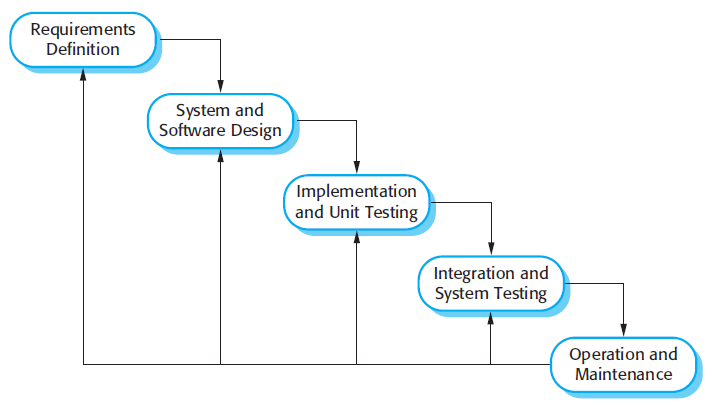 Requirements
Definition
System and
Software Design
Implementation
and Unit Testing
Integration and
System Testing
Operation and
Maintenance